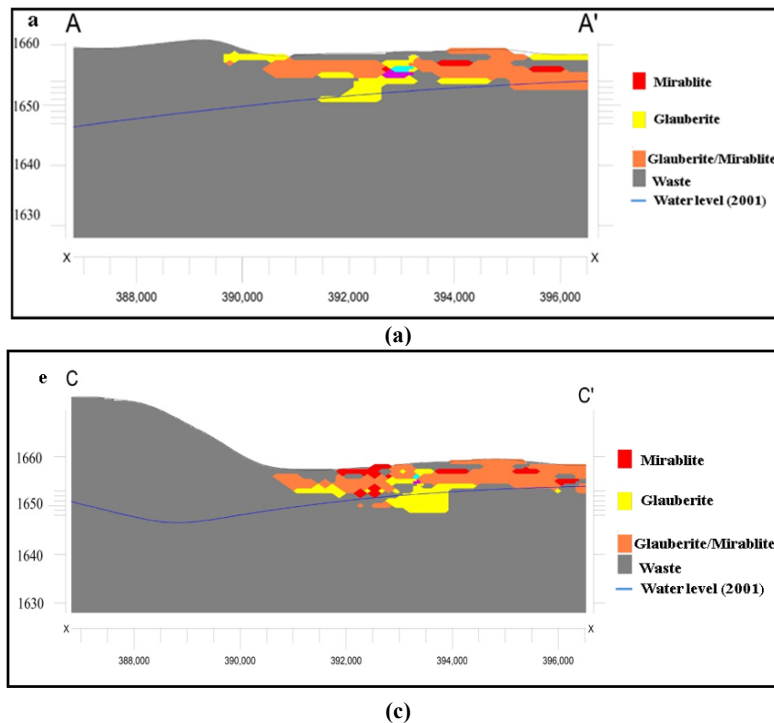 a A A'
1660
1650
1640
1630
Mirablite
Glauberite
Glauberite/Mirablite
Waste
Water level (2001)
X X
388,000 390,000 392,000 394,000 396,000
(a)
e C C'
1660
1650
1640
1630
Mirablite
Glauberite
Glauberite/Mirablite
Waste
Water level (2001)
X X
388,000 390,000 392,000 394,000 396,000
(c)